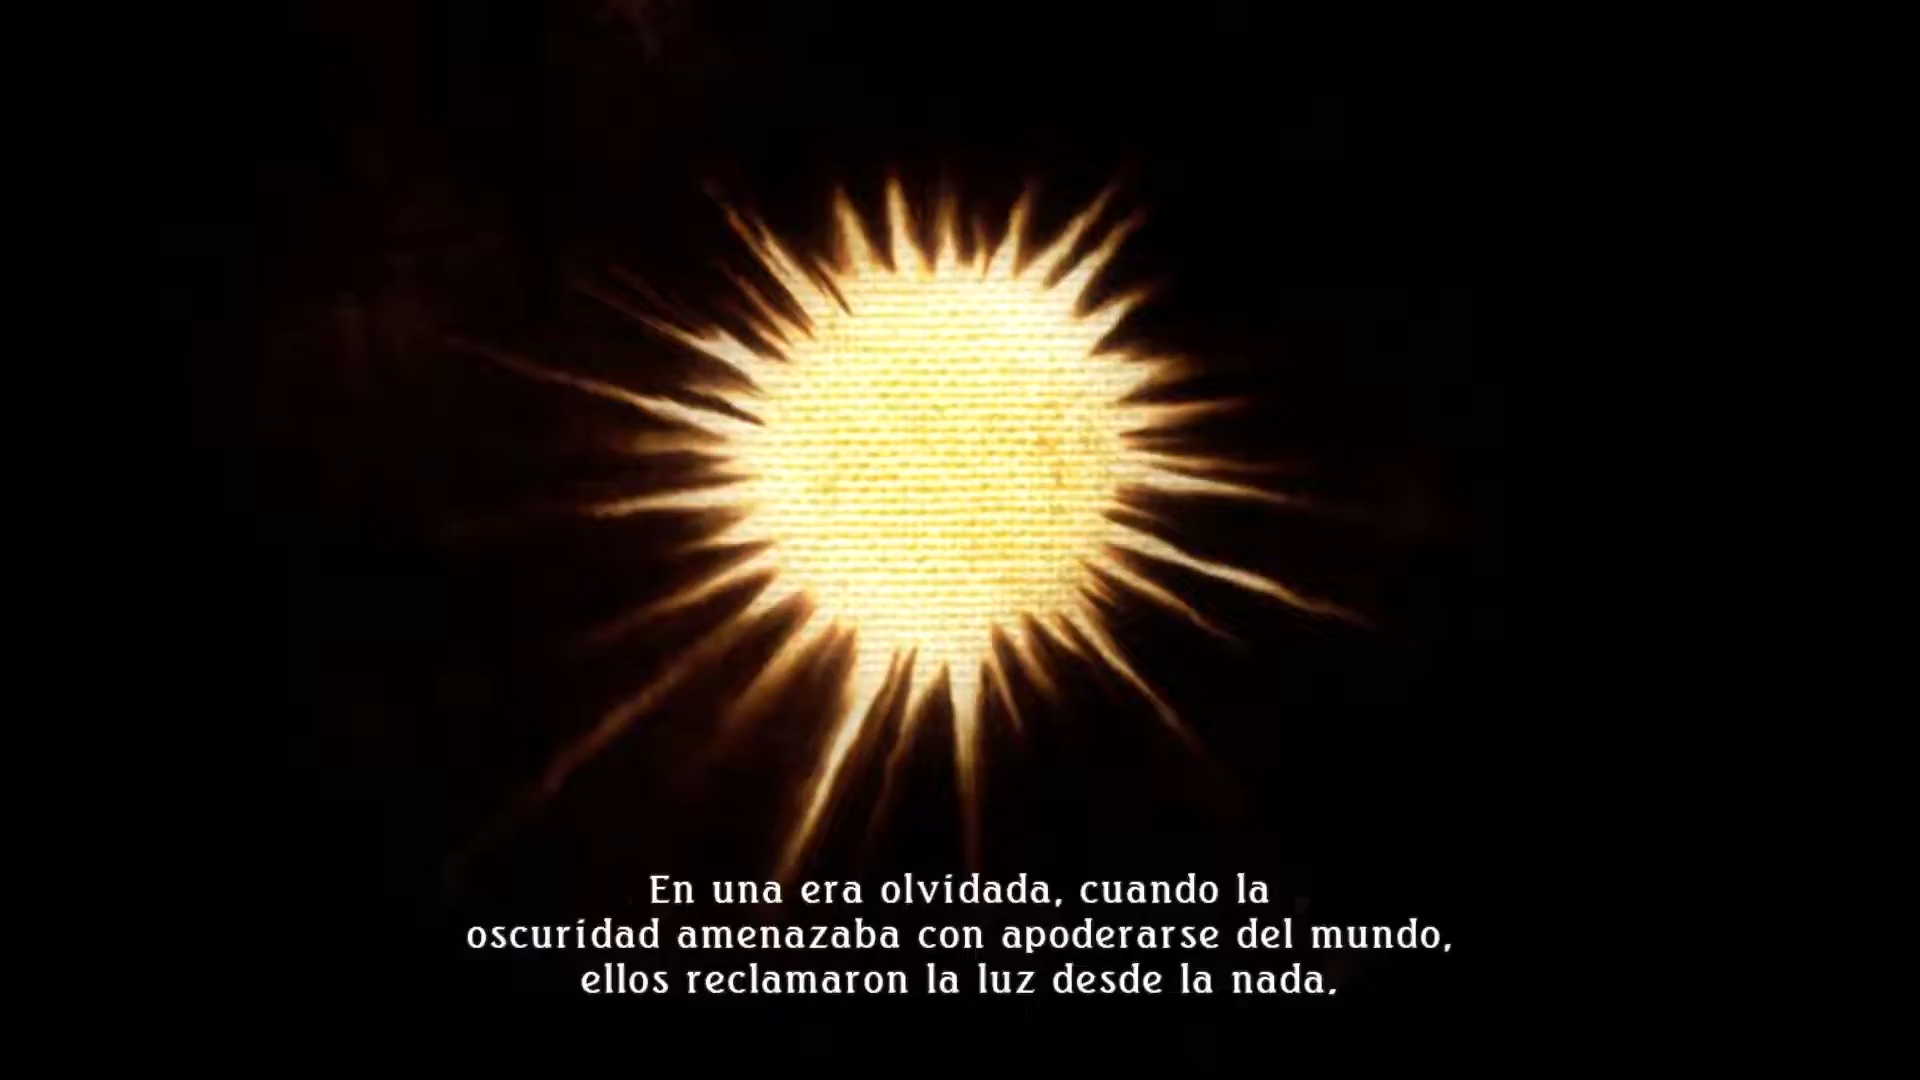 En una era olvidada, cuando la
oscuridad amenazaba con apoderarse del mundo,
ellos reclamaron la luz desde la nada.